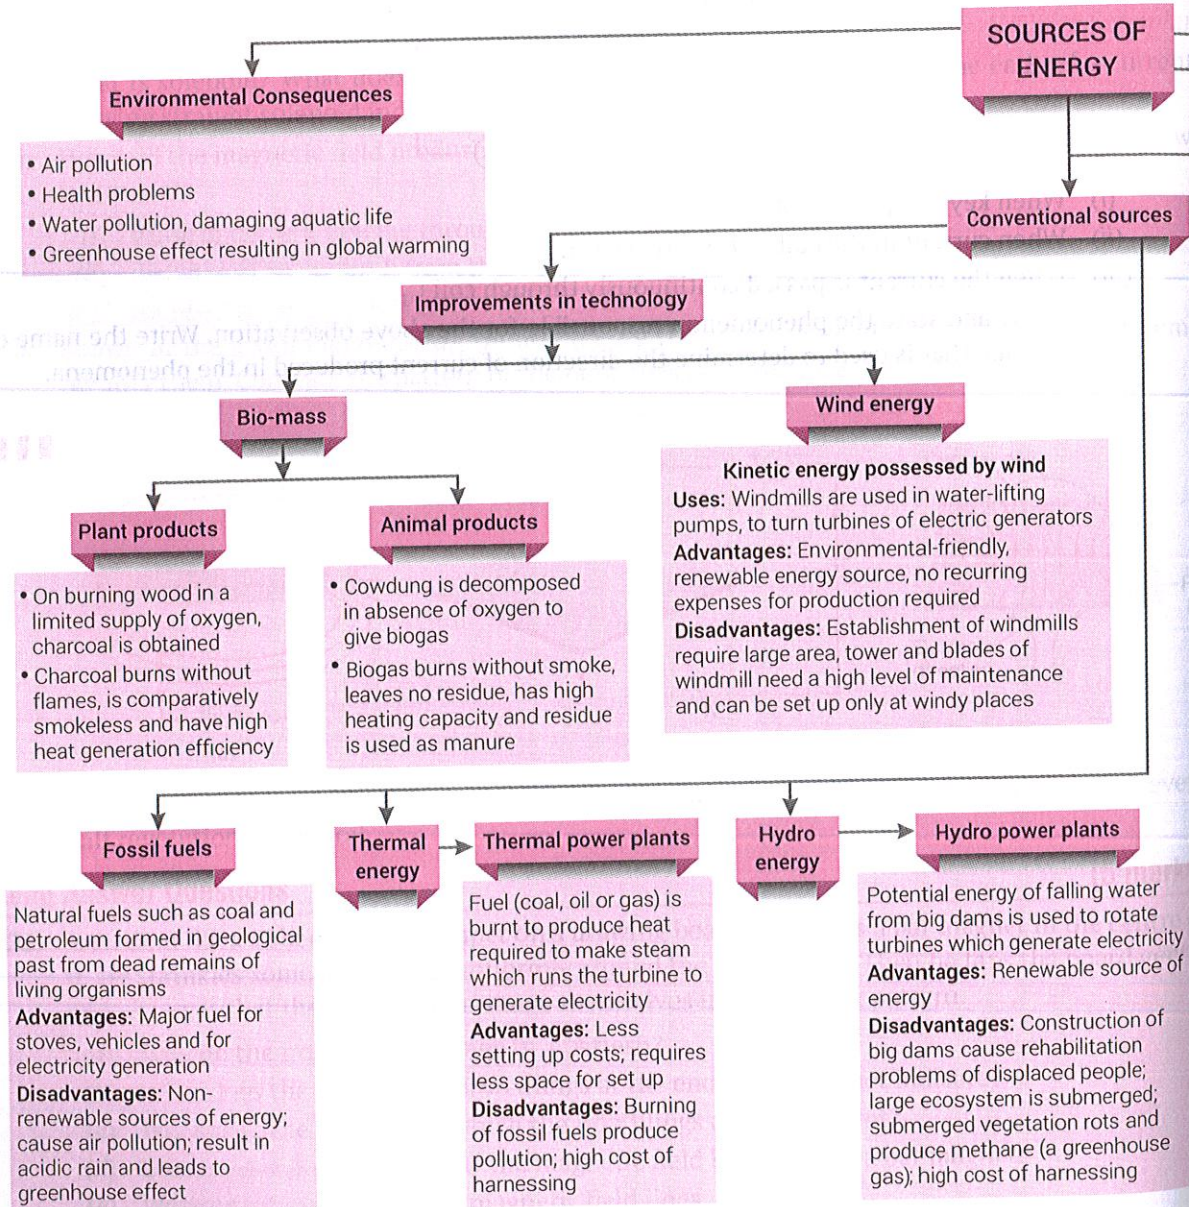 SOURCES OF
ENERGY
Environmental Consequences
• Air pollution
• Health problems
• Water pollution, damaging aquatic life
• Greenhouse effect resulting in global warming
Conventional sources
Improvements in technology
Bio-mass
Wind energy
Kinetic energy possessed by wind
Uses: Windmills are used in water-lifting
pumps, to turn turbines of electric generators
Advantages: Environmental-friendly,
renewable energy source, no recurring
expenses for production required
Disadvantages: Establishment of windmills
require large area, tower and blades of
windmill need a high level of maintenance
and can be set up only at windy places
Plant products
• On burning wood in a
limited supply of oxygen,
charcoal is obtained
• Charcoal burns without
flames, is comparatively
smokeless and have high
heat generation efficiency
Animal products
• Cowdung is decomposed
in absence of oxygen to
give biogas
• Biogas burns without smoke,
leaves no residue, has high
heating capacity and residue
is used as manure
Fossil fuels
Natural fuels such as coal and
petroleum formed in geological
past from dead remains of
living organisms
Advantages: Major fuel for
stoves, vehicles and for
electricity generation
Disadvantages: Non-
renewable sources of energy;
cause air pollution; result in
acidic rain and leads to
greenhouse effect
Thermal
energy
Thermal power plants
Fuel (coal, oil or gas) is
burnt to produce heat
required to make steam
which runs the turbine to
generate electricity
Advantages: Less
setting up costs; requires
less space for set up
Disadvantages: Burning
of fossil fuels produce
pollution; high cost of
harnessing
Hydro
energy
Hydro power plants
Potential energy of falling water
from big dams is used to rotate
turbines which generate electricity
Advantages: Renewable source of
energy
Disadvantages: Construction of
big dams cause rehabilitation
problems of displaced people;
large ecosystem is submerged;
submerged vegetation rots and
produce methane (a greenhouse
gas); high cost of harnessing